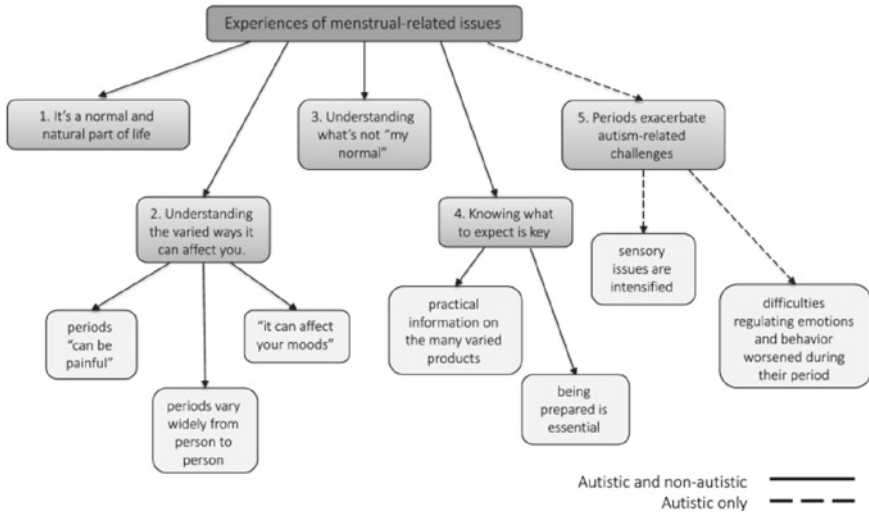 Experiences of menstrual-related issues
1. It's a normal and
natural part of life
3. Understanding
what's not "my
normal"
5. Periods exacerbate
autism-related
challenges
2. Understanding
the varied ways it
can affect you.
4. Knowing what
to expect is key
periods
"can be
painful"
periods vary
widely from
person to
person
"it can affect
your moods"
practical
information on
the many varied
products
being
prepared is
essential
sensory
issues are
intensified
difficulties
regulating emotions
and behavior
worsened during
their period
Autistic and non-autistic
Autistic only